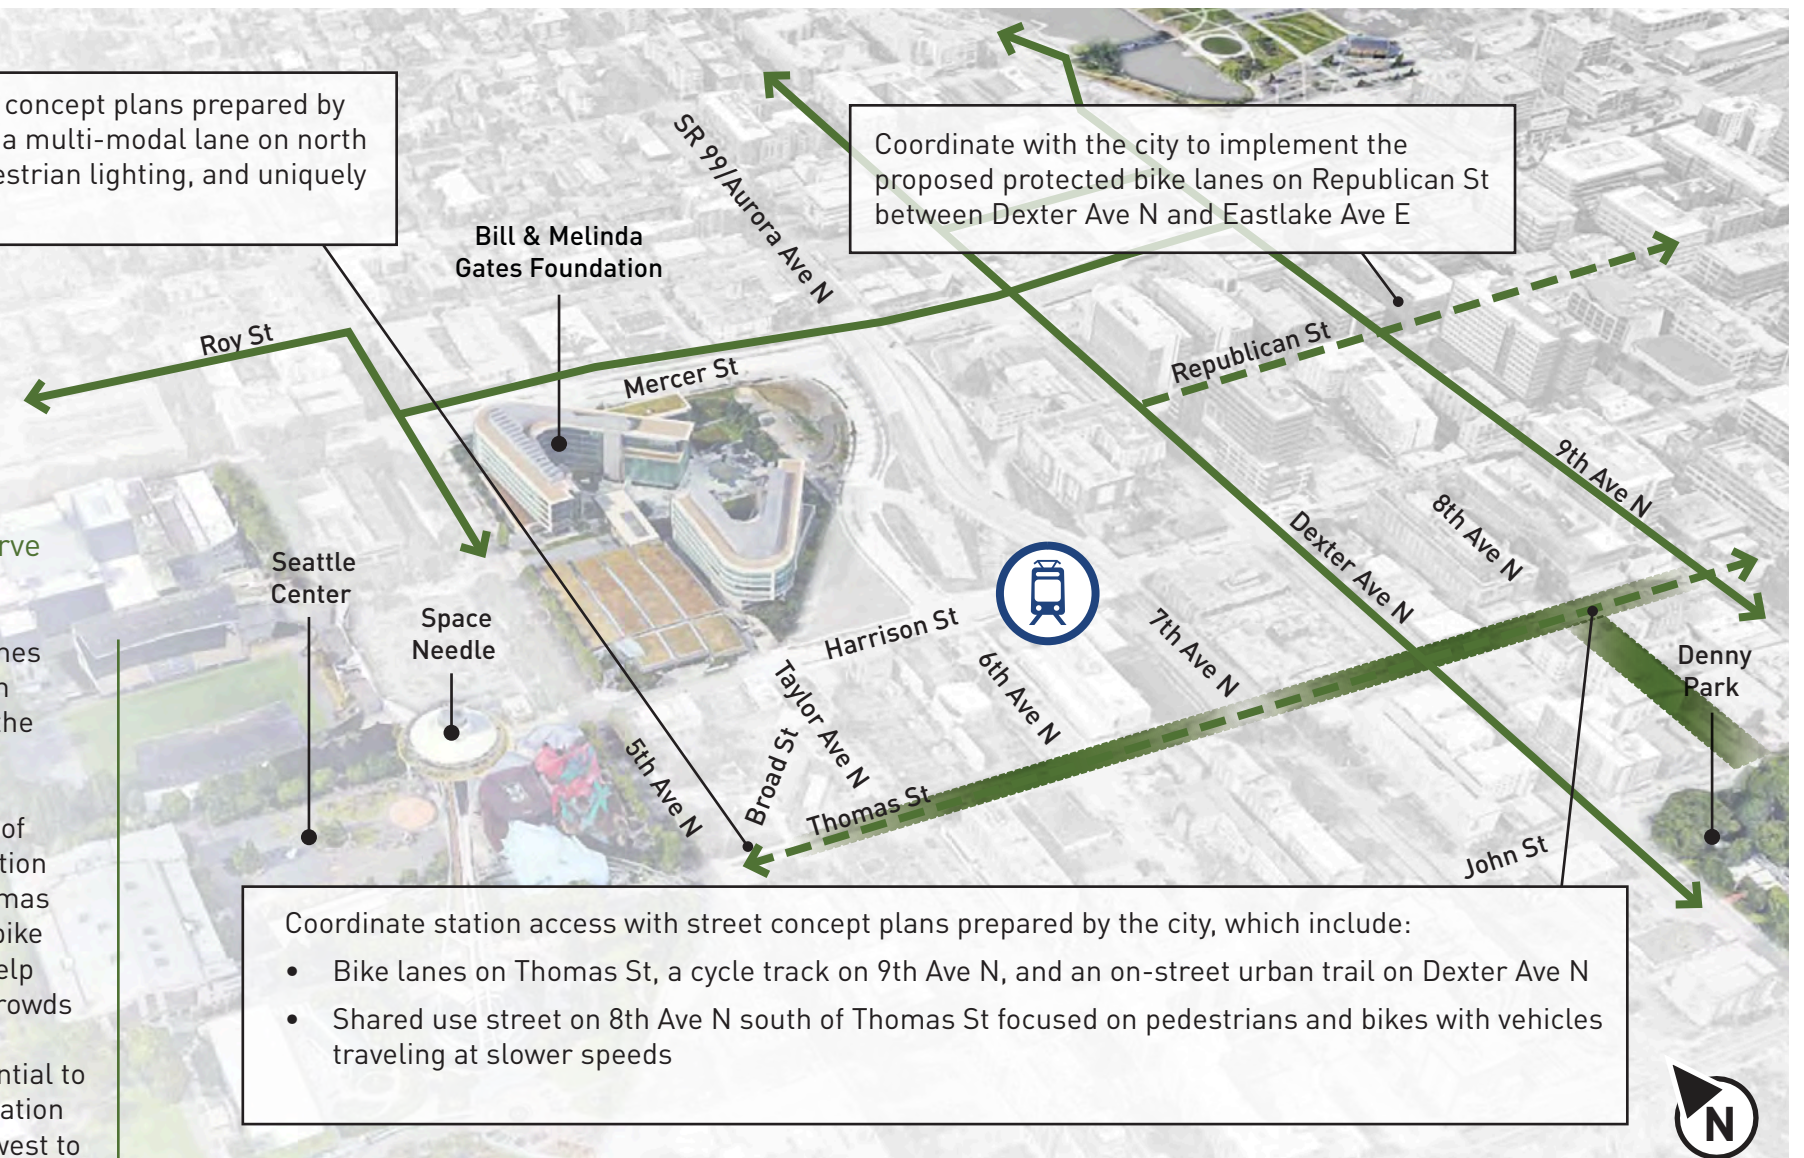 concept plans prepared by
a multi-modal lane on north
estrian lighting, and uniquely
Coordinate with the city to implement the
proposed protected bike lanes on Republican St
between Dexter Ave N and Eastlake Ave E
SR 99/Aurora Ave N
Bill & Melinda
Gates Foundation
Roy St
Mercer St
Republican St
9th Ave N
8th Ave N
Dexter Ave N
rve
Seattle
Center
Space
Needle
Harrison St
7th Ave N
6th Ave N
Taylor Ave N
Denny
Park
5th Ave N
Broad St
Thomas St
John St
nes
n
the
of
tion
mas
bike
elp
rowds
ntial to
ation
west to
Coordinate station access with street concept plans prepared by the city, which include:
• Bike lanes on Thomas St, a cycle track on 9th Ave N, and an on-street urban trail on Dexter Ave N
• Shared use street on 8th Ave N south of Thomas St focused on pedestrians and bikes with vehicles
traveling at slower speeds
N